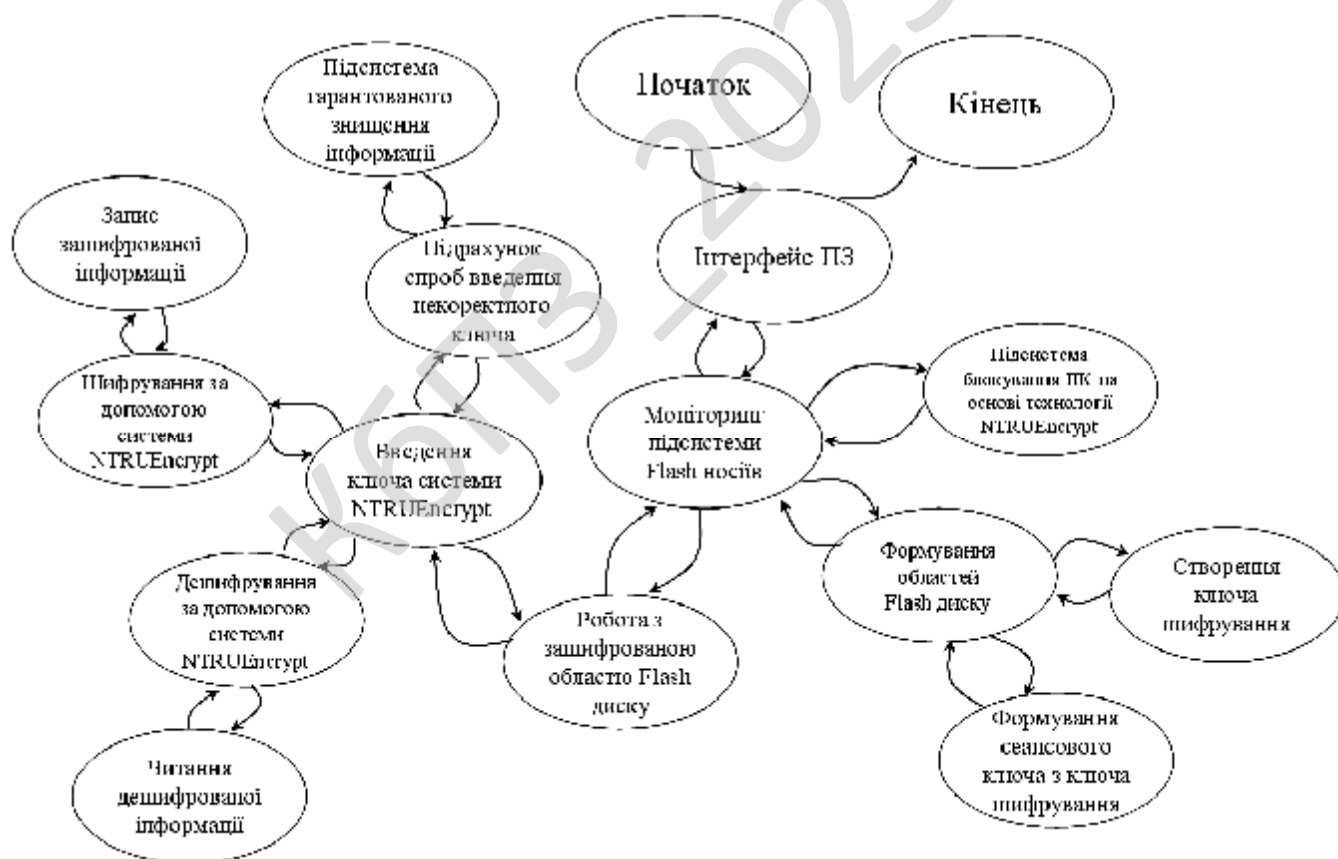 Початок
Кінець
Підсистема
гарантованого
знищення
інформації
Запис
зашифрованої
інформації
Підрахунок
спроб введення
некоректного
ключа
Інтерфейс ПЗ
Шифрування за
допомогою
системи
NTRUEncrypt
Введення
ключа системи
NTRUEncrypt
Моніторинг
підсистеми
Flash носіїв
Підсистема
блокування ПК на
основі технології
NTRUEncrypt
Дешифрування
за допомогою
системи
NTRUEncrypt
Робота з
зашифрованою
областю Flash
диску
Формування
областей
Flash диску
Створення
ключа
шифрування
Читання
дешифрованої
інформації
Формування
сеансового
ключа з ключа
шифрування